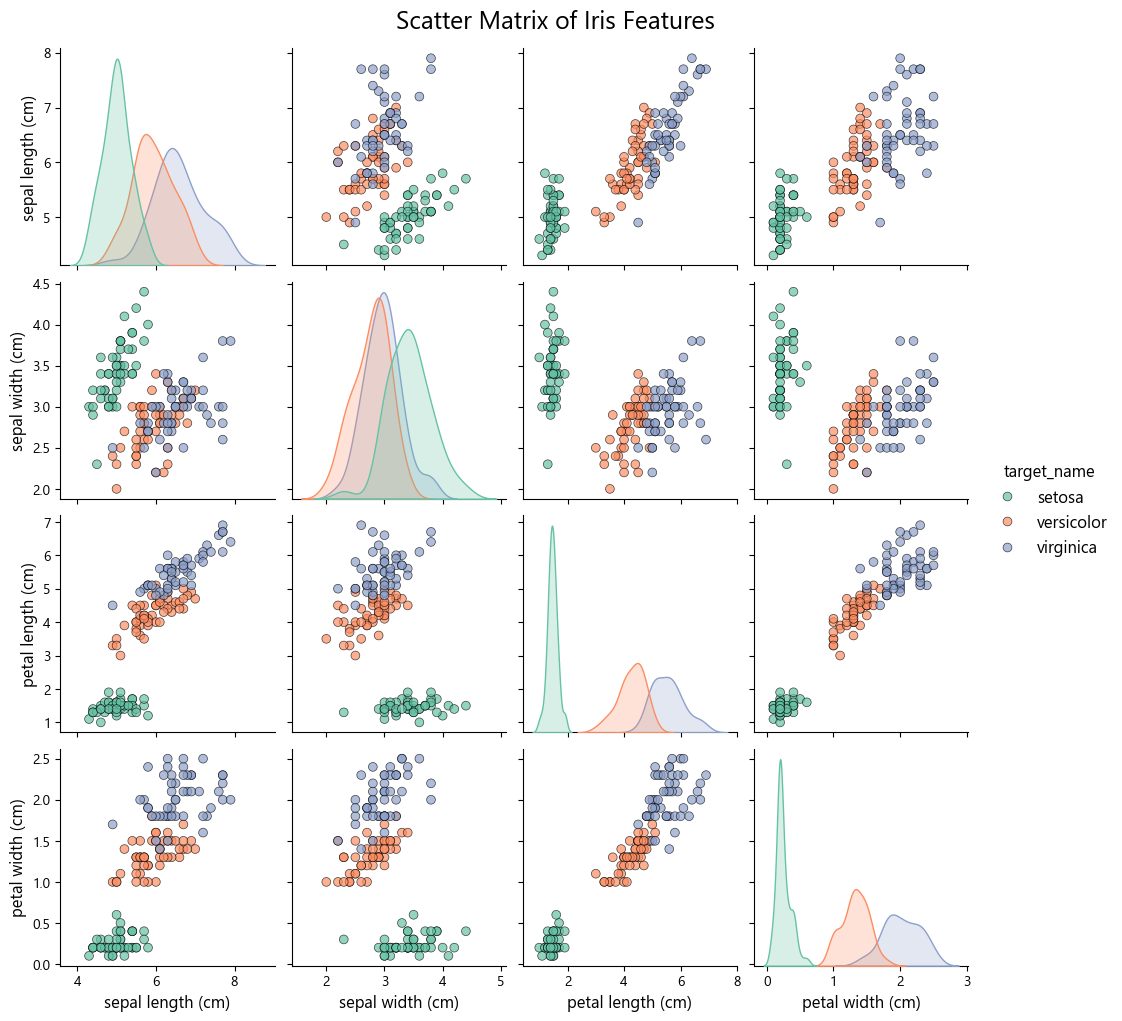 Scatter Matrix of Iris Features
8
7
6
5
sepal length (cm)
4.5
4.0
3.5
3.0
2.5
2.0
sepal width (cm)
7
6
5
4
3
2
1
petal length (cm)
2.5
2.0
1.5
1.0
0.5
0.0
petal width (cm)
4 6 8
sepal length (cm)
2 3 4 5
sepal width (cm)
2 4 6 8
petal length (cm)
0 1 2 3
petal width (cm)
target_name
setosa
versicolor
virginica